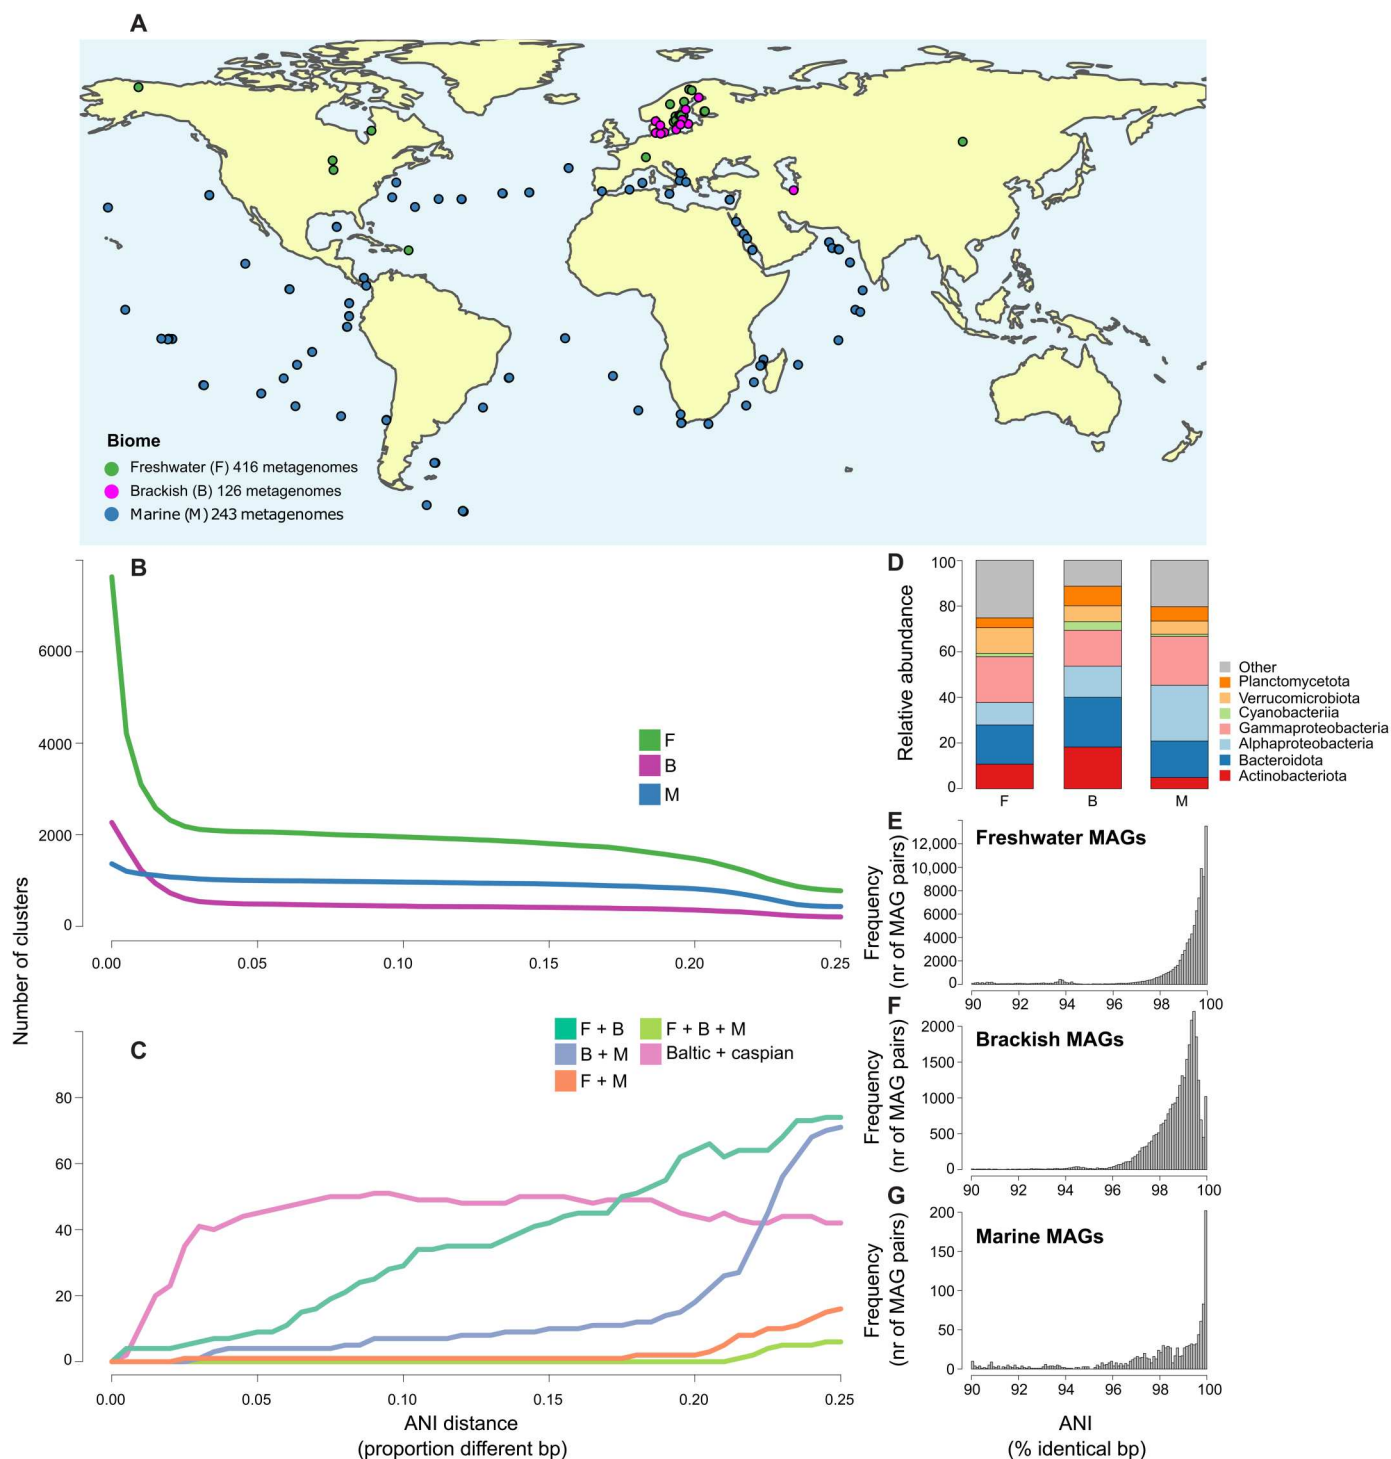 A
Biome
Freshwater (F) 416 metagenomes
Brackish (B) 126 metagenomes
Marine (M) 243 metagenomes
B
6000
4000
2000
0
F
B
M
0.00 0.05 0.10 0.15 0.20 0.25
Number of clusters
C
F + B
B + M
F + M
F + B + M
Baltic + caspian
80
60
40
20
0
0.00 0.05 0.10 0.15 0.20 0.25
ANI distance
(proportion different bp)
D
Relative abundance
100
80
60
40
20
0
F B M
Other
Planctomycetota
Verrucomicrobiota
Cyanobacteriia
Gammaproteobacteria
Alphaproteobacteria
Bacteroidota
Actinobacteriota
E
Freshwater MAGs
Frequency
(nr of MAG pairs)
12,000
10,000
8000
6000
4000
2000
0
90 92 94 96 98 100
F
Brackish MAGs
Frequency
(nr of MAG pairs)
2000
1500
1000
500
0
90 92 94 96 98 100
G
Marine MAGs
Frequency
(nr of MAG pairs)
200
150
100
50
0
90 92 94 96 98 100
ANI
(% identical bp)